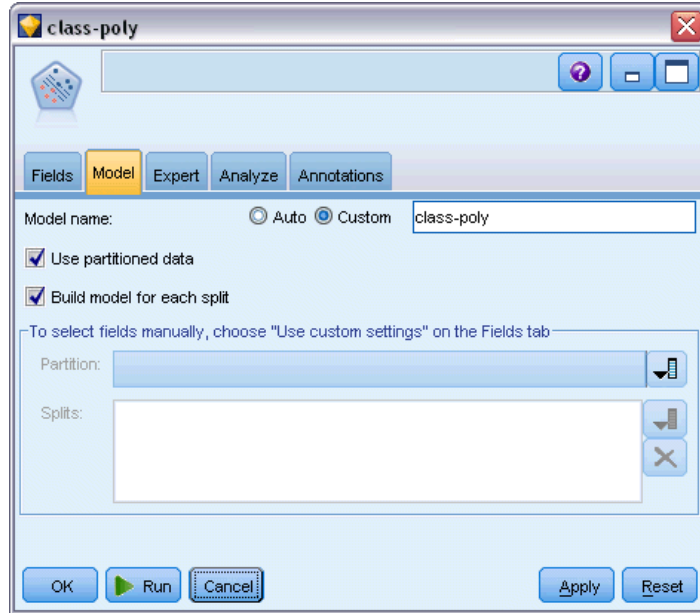 class-poly
Fields Model Expert Analyze Annotations
Model name: Auto Custom class-poly
Use partitioned data
Build model for each split
To select fields manually, choose "Use custom settings" on the Fields tab
Partition:
Splits:
OK Run Cancel Apply Reset